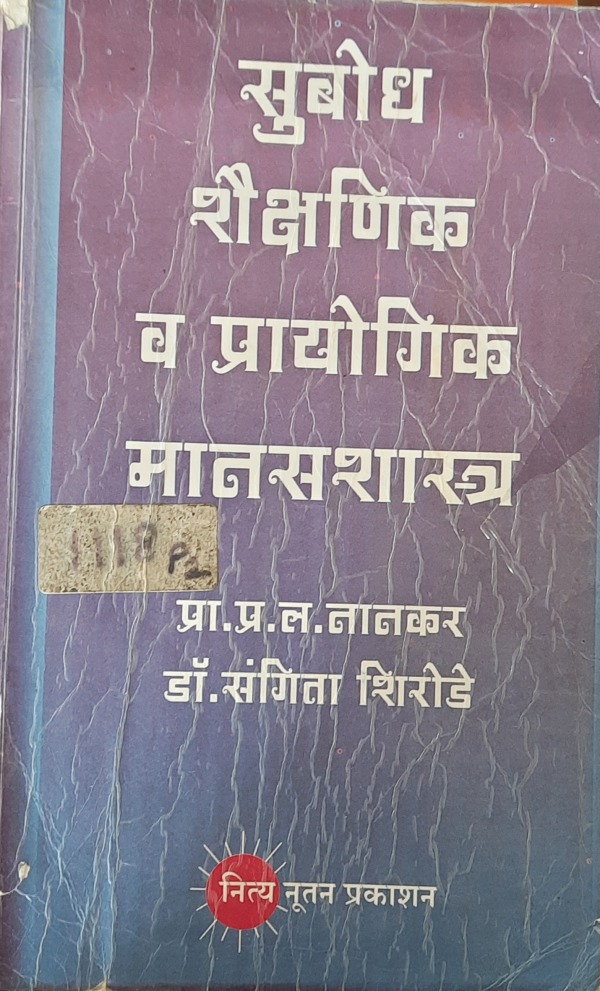 सुबोध
शैक्षणिक
व प्रायोगिक
मानसशास्त्र
प्रा.प्र.ल.नानकर
डॉ.संगिता शिरोडे
नित्य नूतन प्रकाशन